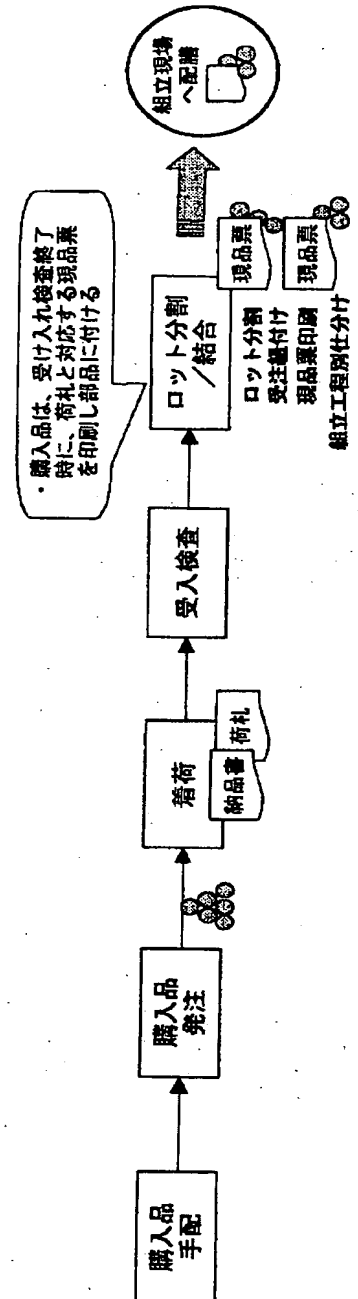 購入品
手配
購入品
発注
着荷
納品書
荷札
受入検査
・購入品は、受け入れ検査終了
時に、荷札と対応する現品票
を印刷し部品に付ける
ロット分割
／結合
現品票
現品票
ロット分割
受注紐付け
現品票印刷
組立工程別仕分け
組立現場
へ配膳